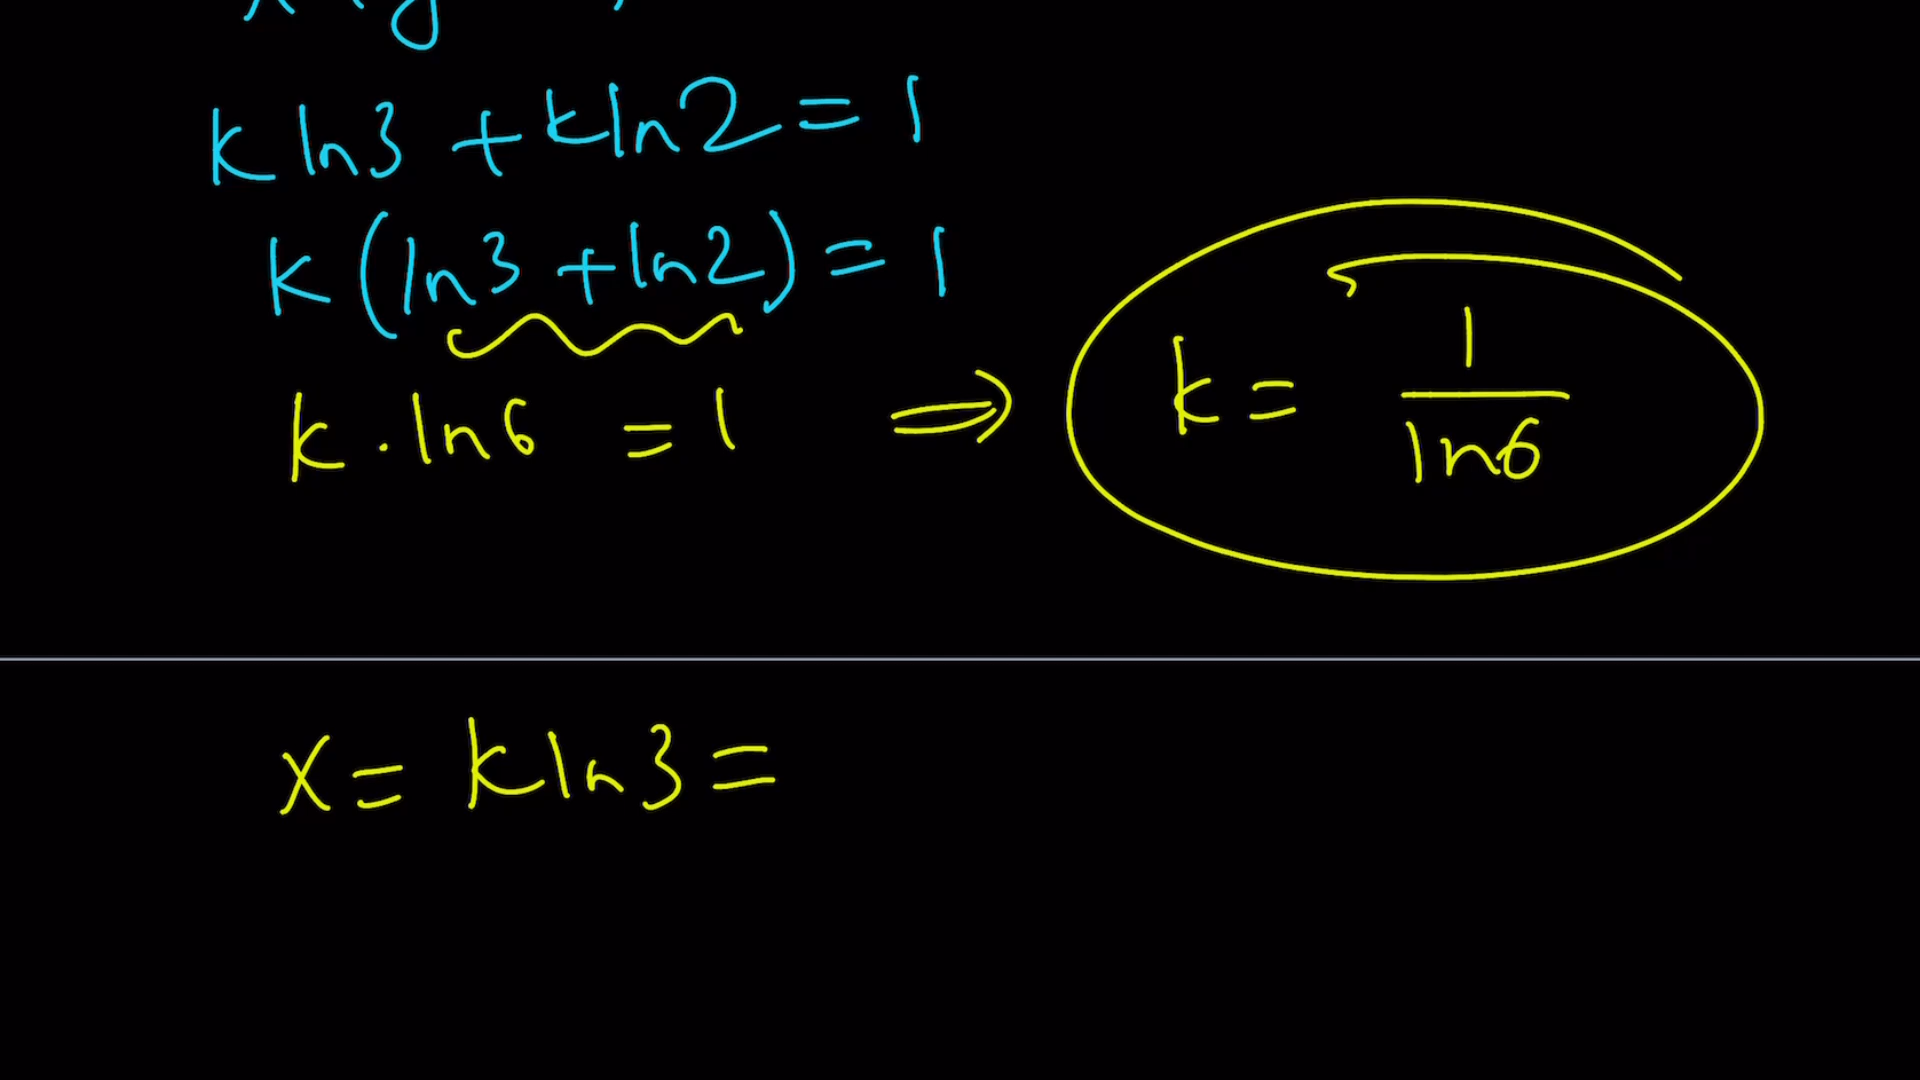 k ln3 + k ln2 = 1
k (ln3 + ln2) = 1
k . ln6 = 1 ⇒ k = 1/ln6
x = k ln3 =